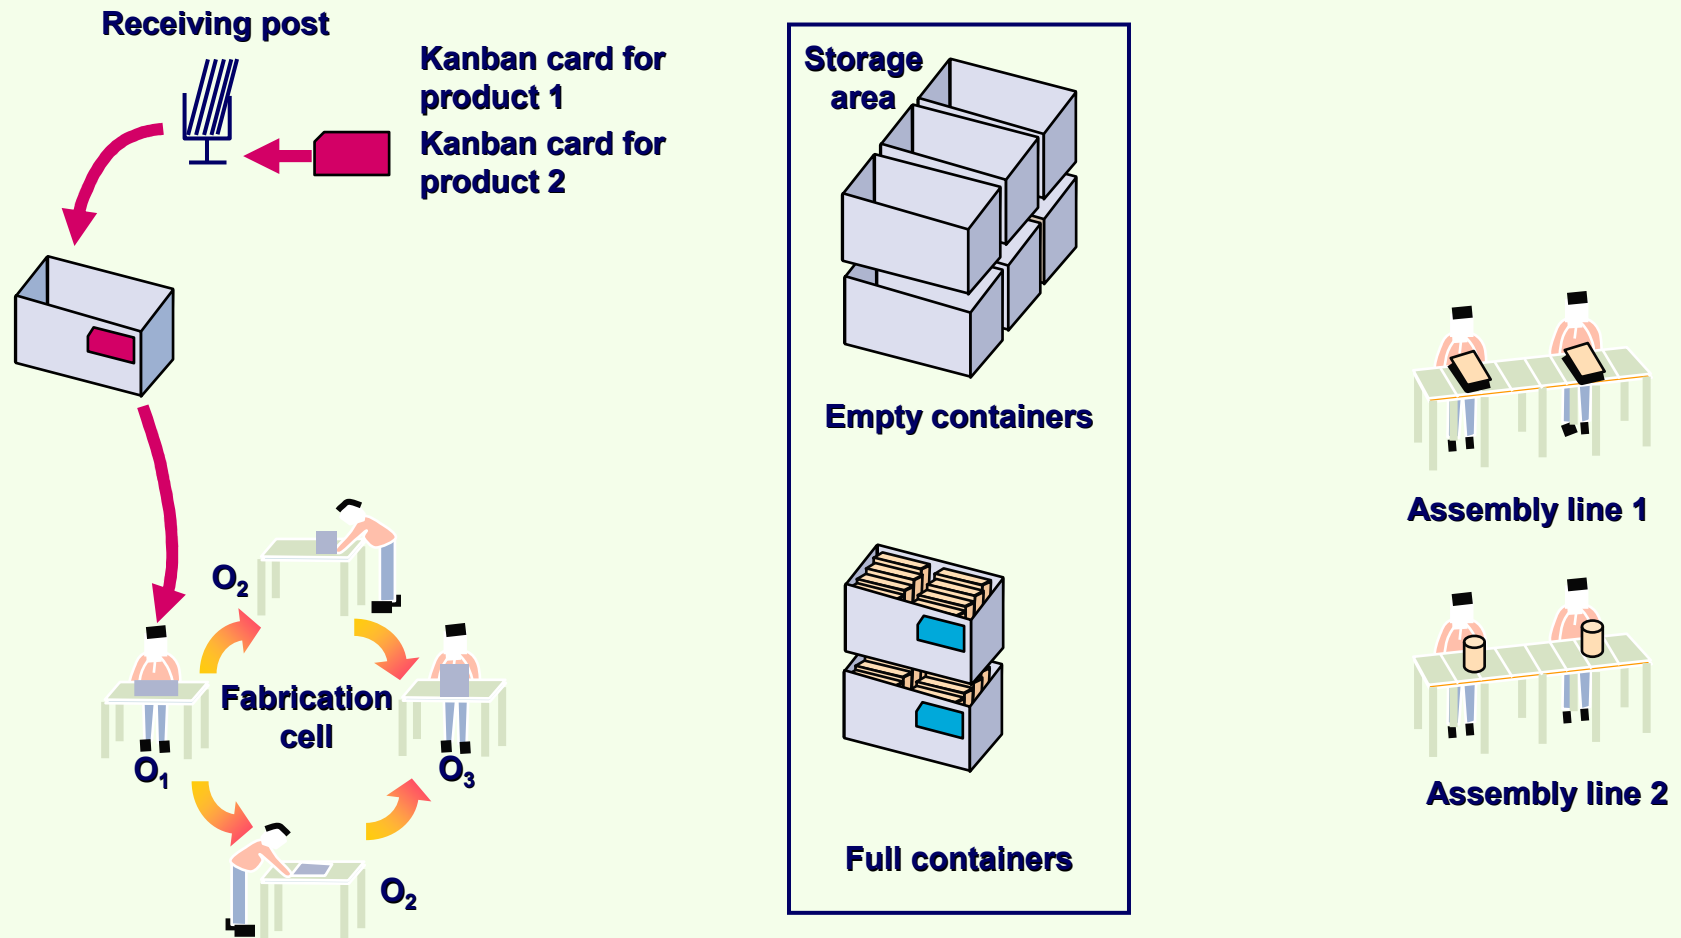 Receiving post
Kanban card for
product 1
Kanban card for
product 2
Storage
area
Empty containers
Full containers
Assembly line 1
Assembly line 2
O₂
Fabrication
cell
O₁
O₃
O₂